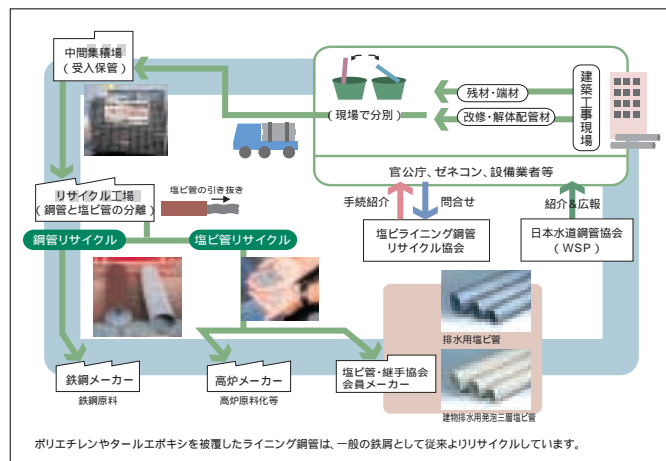 中間集積場
(受入保管)
(現場で分別)
残材・端材
改修・解体配管材
建築工事現場
官公庁、ゼネコン、設備業者等
手続紹介
問合せ
紹介&広報
塩ビライニング鋼管
リサイクル協会
日本水道鋼管協会
(WSP)
リサイクル工場
(鋼管と塩ビ管の分離)
塩ビ管の引き抜き
鋼管リサイクル
塩ビ管リサイクル
鉄鋼メーカー
鉄鋼原料
高炉メーカー
高炉原料化等
塩ビ管・継手協会
会員メーカー
排水用塩ビ管
建物排水用発泡三層塩ビ管
ポリエチレンやタールエポキシを被覆したライニング鋼管は、一般の鉄屑として従来よりリサイクルしています。